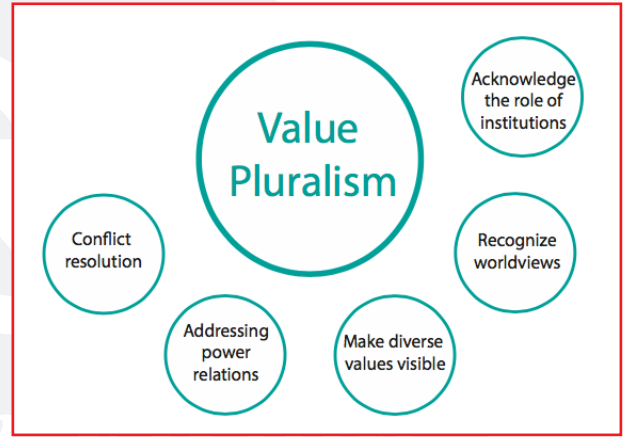 Value
Pluralism
Acknowledge
the role of
institutions
Recognize
worldviews
Make diverse
values visible
Addressing
power
relations
Conflict
resolution